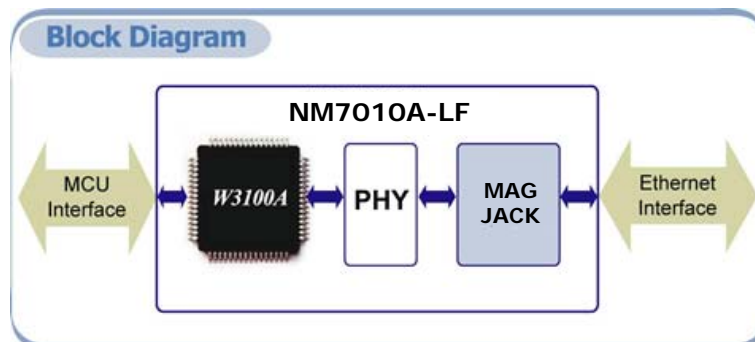 Block Diagram
NM7010A-LF
MCU
Interface
W3100A
PHY
MAG
JACK
Ethernet
Interface